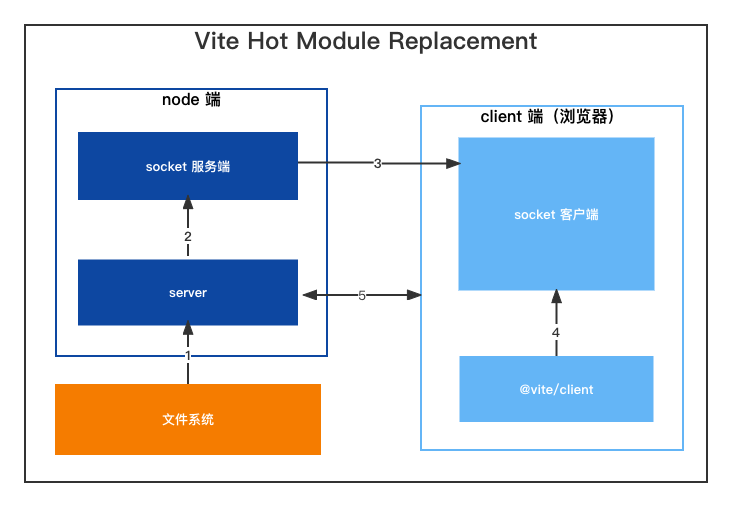 Vite Hot Module Replacement
node 端
client 端（浏览器）
socket 服务端
3
socket 客户端
2
server
5
1
4
@vite/client
文件系统